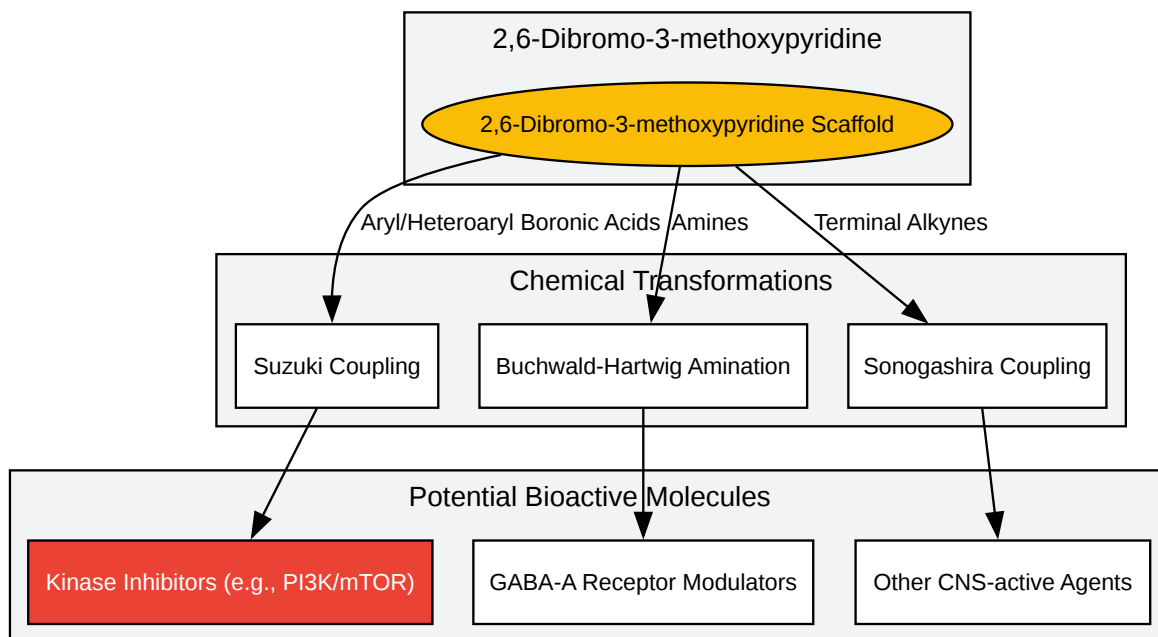 2,6-Dibromo-3-methoxypyridine
2,6-Dibromo-3-methoxypyridine Scaffold
Aryl/Heteroaryl Boronic Acids
Amines
Terminal Alkynes
Chemical Transformations
Suzuki Coupling
Buchwald-Hartwig Amination
Sonogashira Coupling
Potential Bioactive Molecules
Kinase Inhibitors (e.g., PI3K/mTOR)
GABA-A Receptor Modulators
Other CNS-active Agents